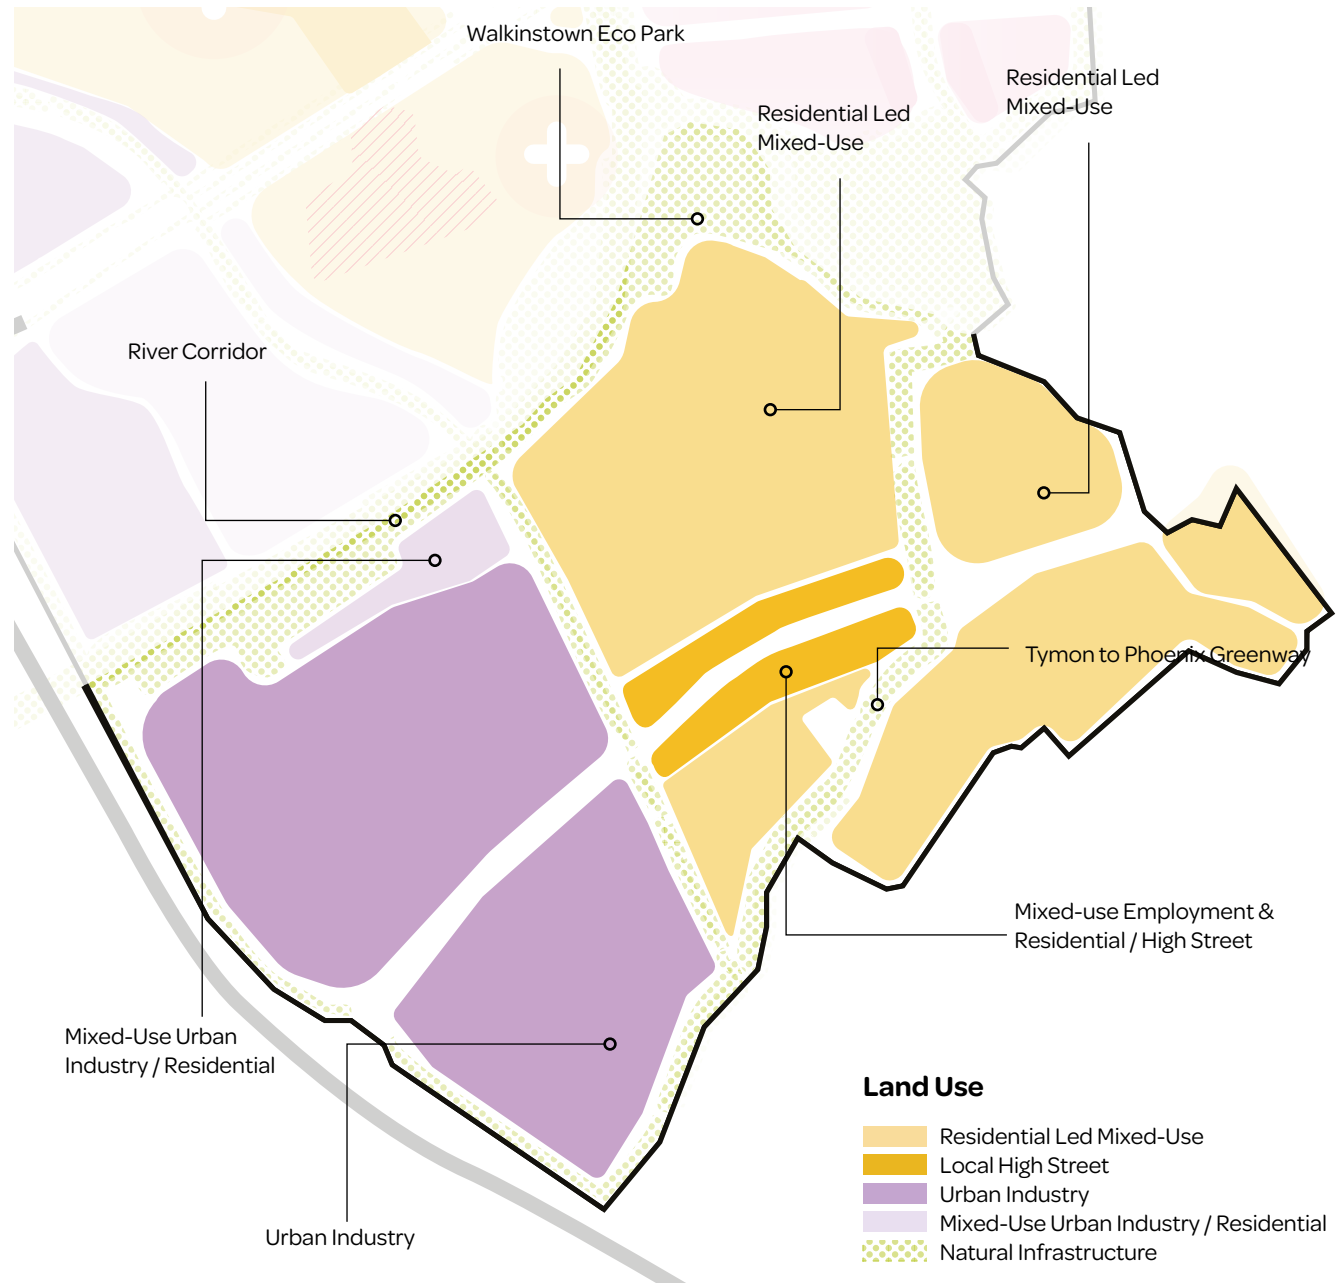 Walkinstown Eco Park
Residential Led
Mixed-Use
Residential Led
Mixed-Use
River Corridor
Tymon to Phoenix Greenway
Mixed-use Employment &
Residential / High Street
Mixed-Use Urban
Industry / Residential
Urban Industry
Land Use
Residential Led Mixed-Use
Local High Street
Urban Industry
Mixed-Use Urban Industry / Residential
Natural Infrastructure